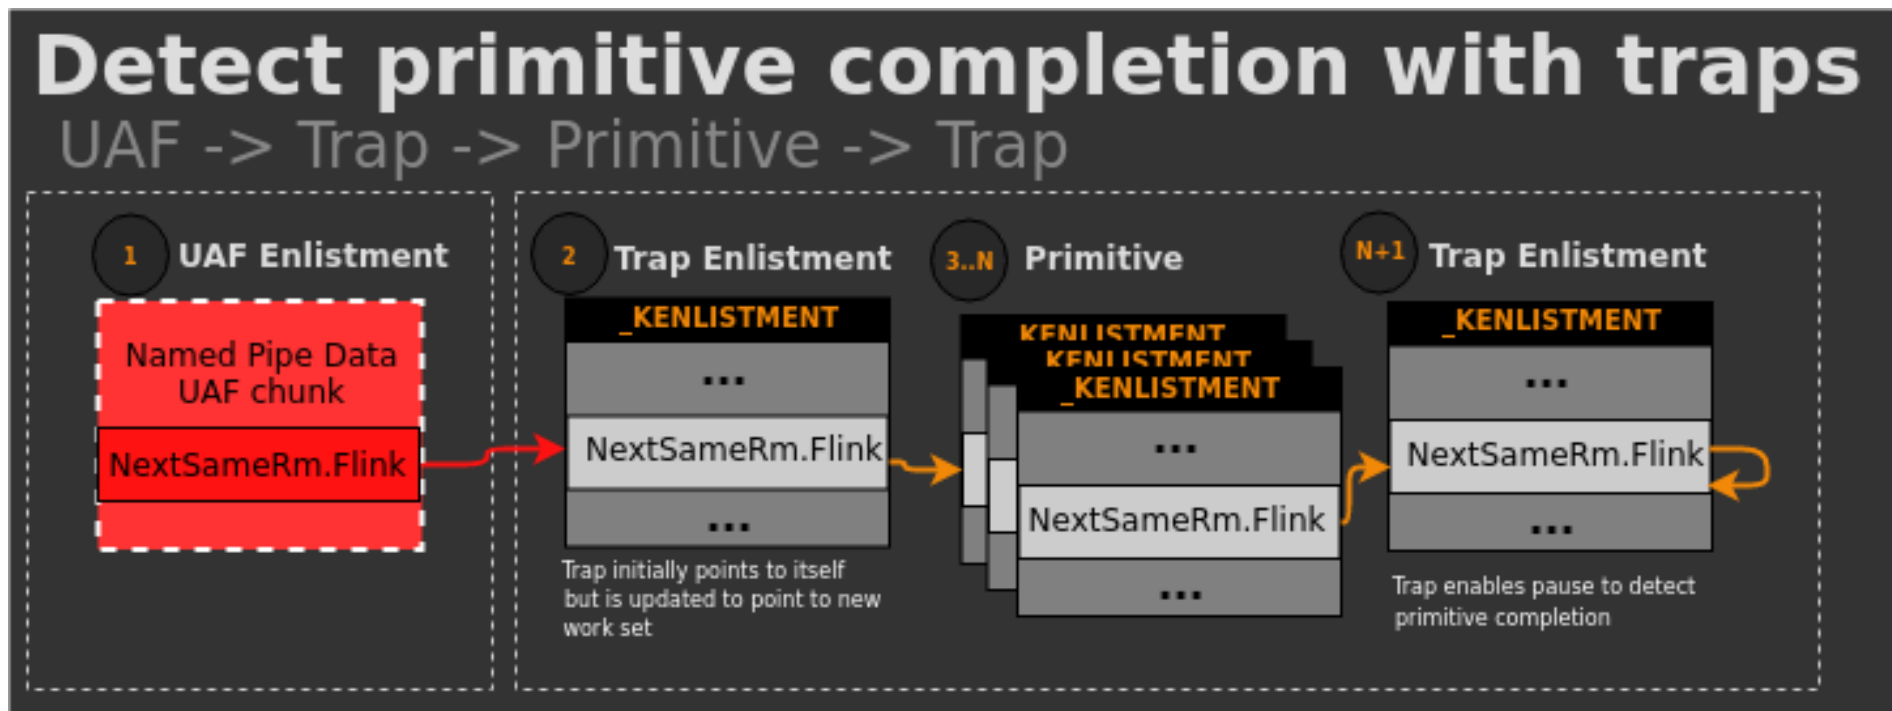 Detect primitive completion with traps
UAF -> Trap -> Primitive -> Trap
1
UAF Enlistment
Named Pipe Data
UAF chunk
NextSameRm.Flink
2
Trap Enlistment
_KENLISTMENT
...
NextSameRm.Flink
...
Trap initially points to itself
but is updated to point to new
work set
3..N
Primitive
KENLISTMENT
KENLISTMENT
_KENLISTMENT
...
NextSameRm.Flink
...
N+1
Trap Enlistment
_KENLISTMENT
...
NextSameRm.Flink
...
Trap enables pause to detect
primitive completion